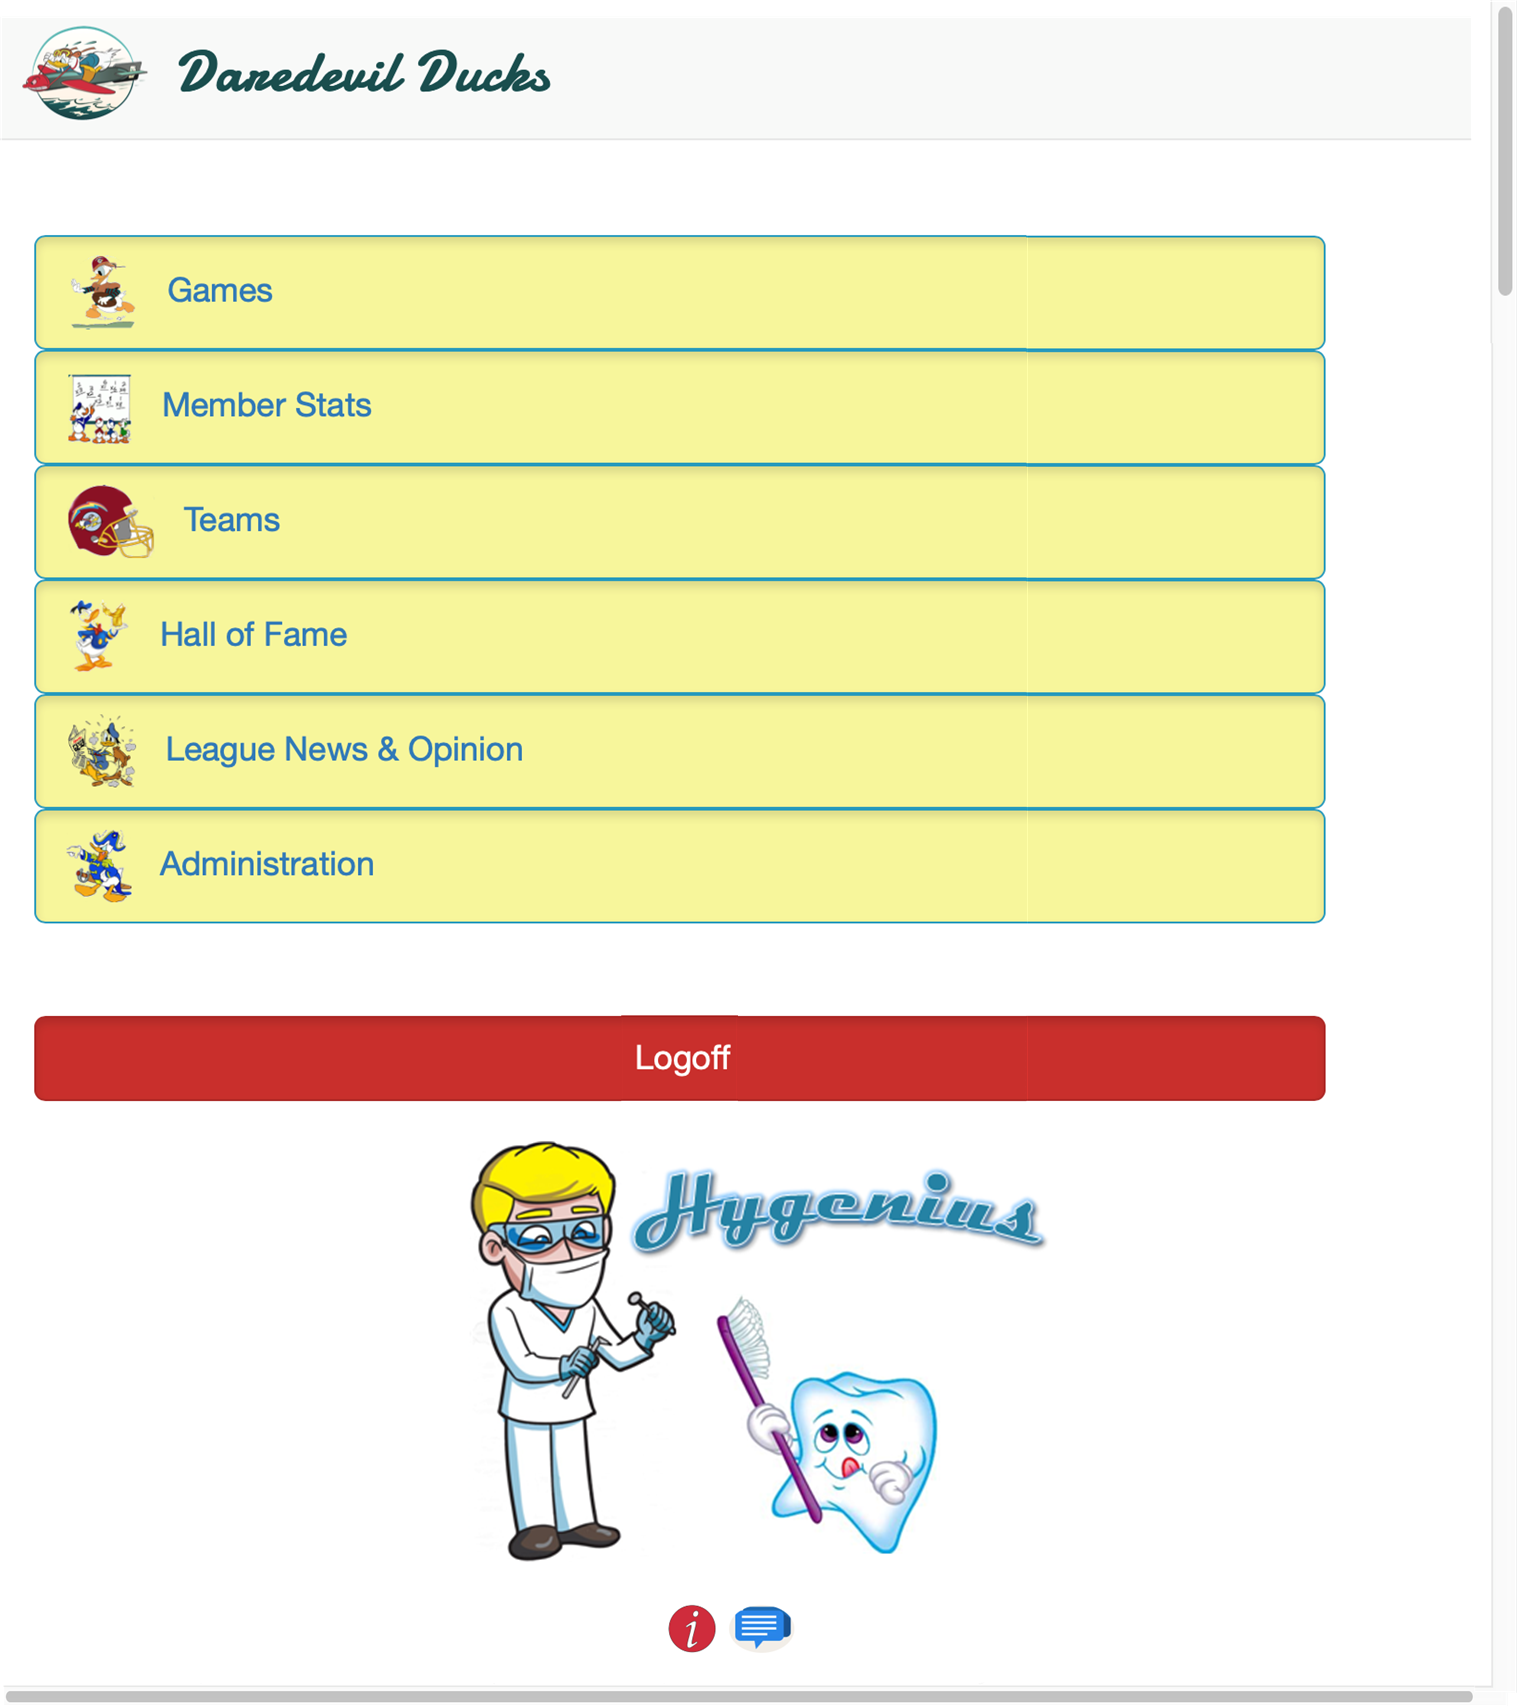 Daredevil Ducks
Games
Member Stats
Teams
Hall of Fame
League News & Opinion
Administration
Logoff
Hygenius
i